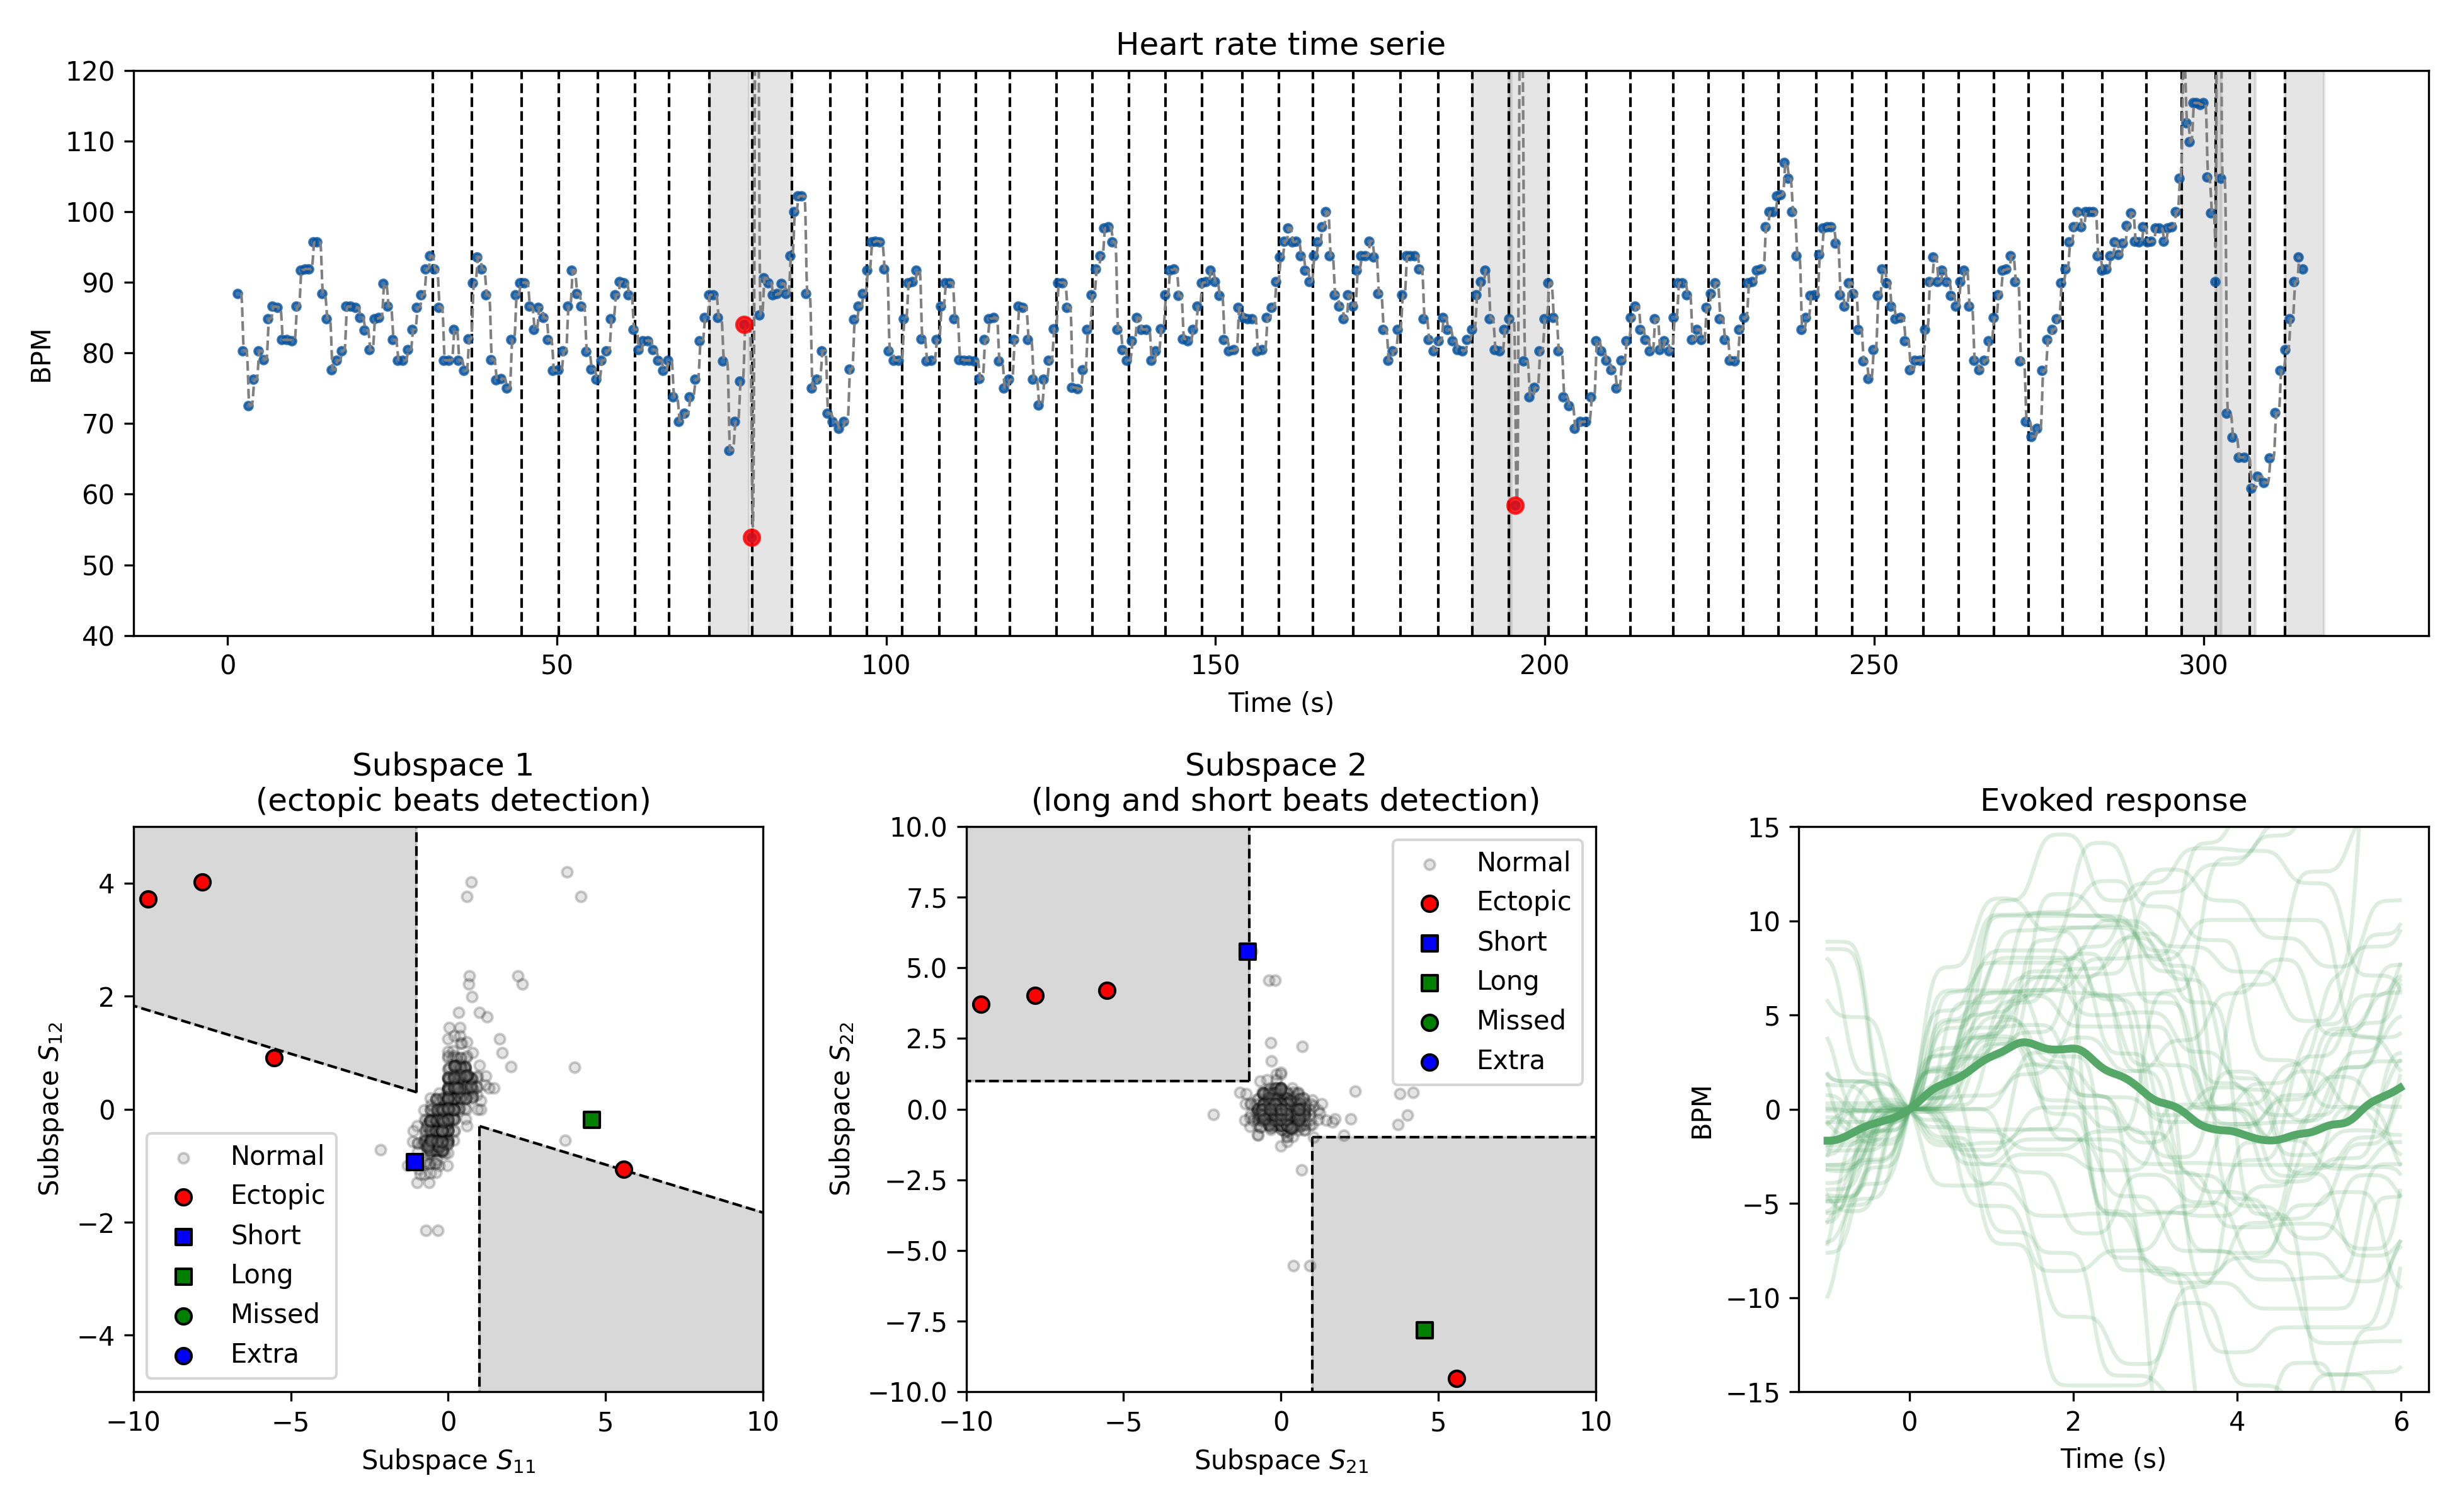 Heart rate time serie
120
110
100
90
80
70
60
50
40
BPM
0 50 100 150 200 250 300
Time (s)
Subspace 1
(ectopic beats detection)
4
2
0
−2
−4
Subspace S12
Normal
Ectopic
Short
Long
Missed
Extra
−10 −5 0 5 10
Subspace S11
Subspace 2
(long and short beats detection)
10.0
7.5
5.0
2.5
0.0
−2.5
−5.0
−7.5
−10.0
Subspace S22
Normal
Ectopic
Short
Long
Missed
Extra
−10 −5 0 5 10
Subspace S21
Evoked response
15
10
5
0
−5
−10
−15
BPM
0 2 4 6
Time (s)